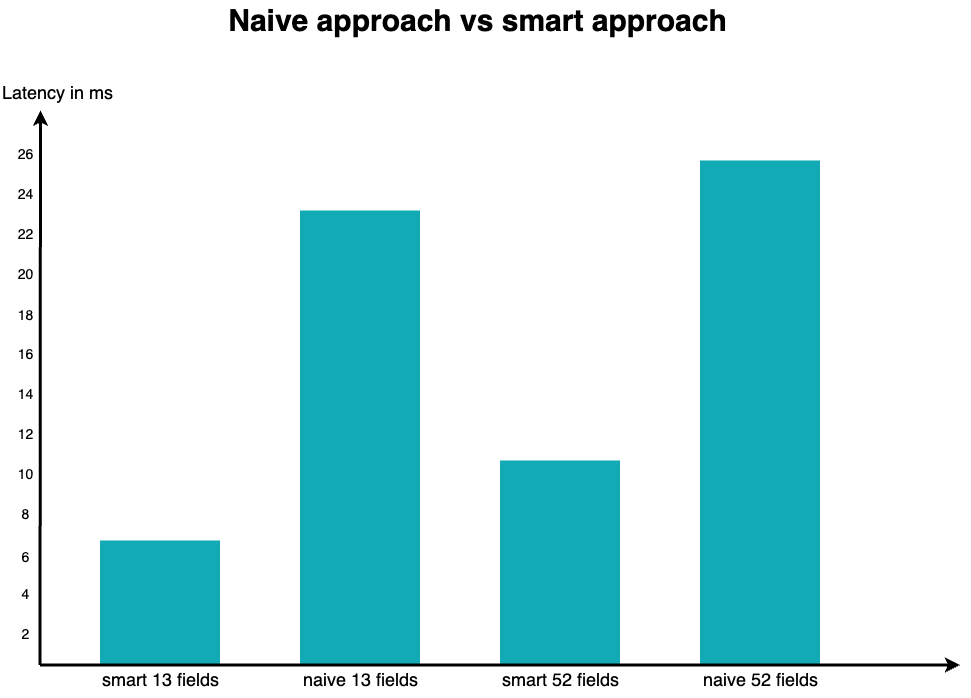 Naive approach vs smart approach
Latency in ms
26
24
22
20
18
16
14
12
10
8
6
4
2
smart 13 fields
naive 13 fields
smart 52 fields
naive 52 fields